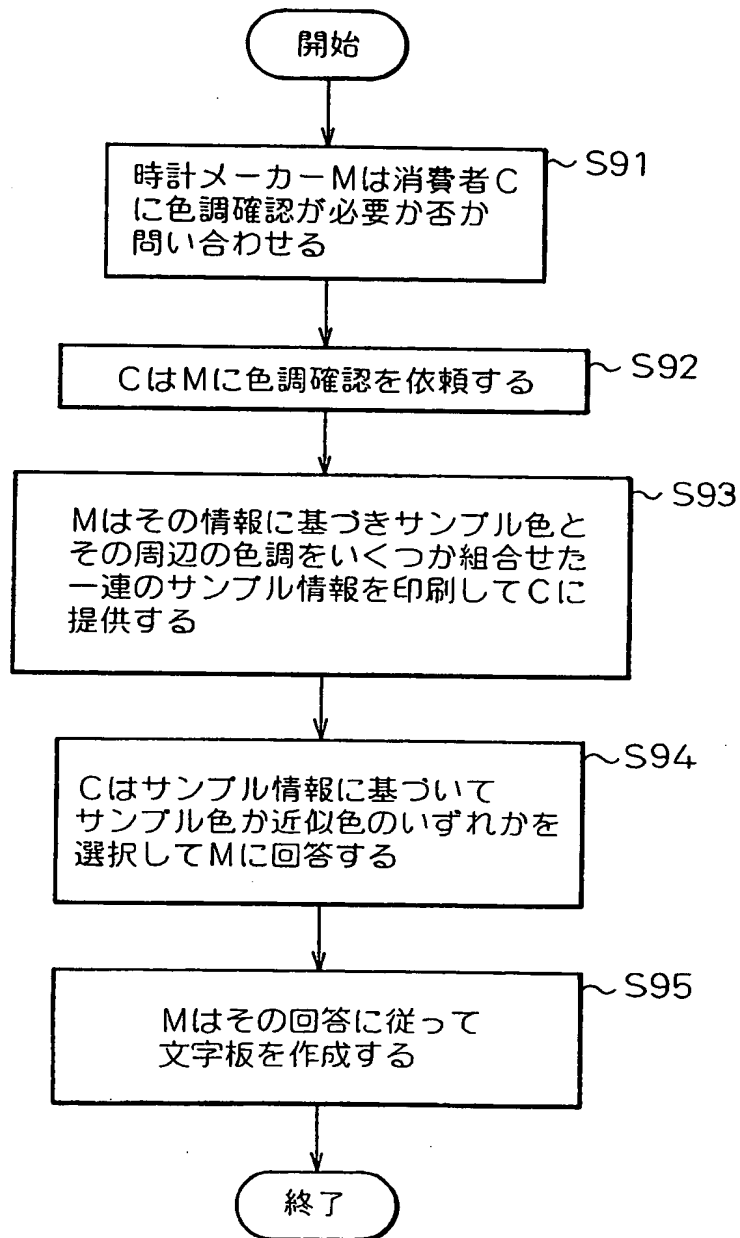 開始
時計メーカーMは消費者C
に色調確認が必要か否か
問い合わせる
S91
CはMに色調確認を依頼する
S92
Mはその情報に基づきサンプル色と
その周辺の色調をいくつか組合せた
一連のサンプル情報を印刷してCに
提供する
S93
Cはサンプル情報に基づいて
サンプル色か近似色のいずれかを
選択してMに回答する
S94
Mはその回答に従って
文字板を作成する
S95
終了